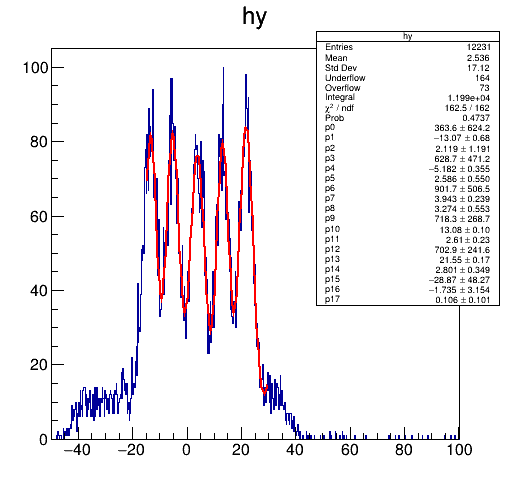 hy
hy
Entries 12231
Mean 2.536
Std Dev 17.12
Underflow 164
Overflow 73
Integral 1.199e+04
χ² / ndf 162.5 / 162
Prob 0.4737
p0 363.6 ± 624.2
p1 −13.07 ± 0.68
p2 2.119 ± 1.191
p3 628.7 ± 471.2
p4 −5.182 ± 0.355
p5 2.586 ± 0.550
p6 901.7 ± 506.5
p7 3.943 ± 0.239
p8 3.274 ± 0.553
p9 718.3 ± 268.7
p10 13.08 ± 0.10
p11 2.61 ± 0.23
p12 702.9 ± 241.6
p13 21.55 ± 0.17
p14 2.801 ± 0.349
p15 −28.87 ± 48.27
p16 −1.735 ± 3.154
p17 0.106 ± 0.101
100
80
60
40
20
0
−40 −20 0 20 40 60 80 100